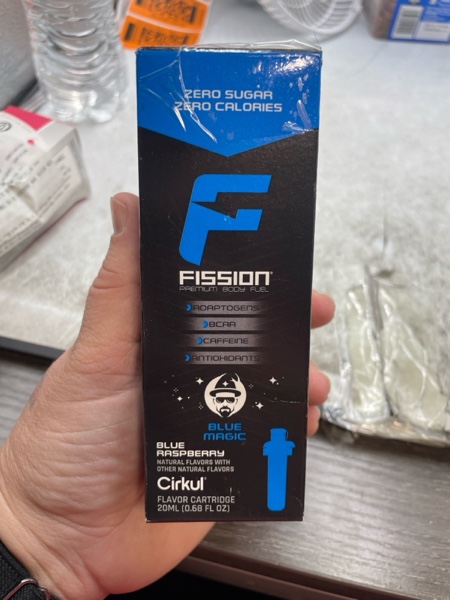 ZERO SUGAR
ZERO CALORIES
F
FISSION®
PREMIUM BODY FUEL
ADAPTOGENS
BCAA
CAFFEINE
ANTIOXIDANTS
BLUE
MAGIC
BLUE
RASPBERRY
NATURAL FLAVORS WITH
OTHER NATURAL FLAVORS
Cirkul®
FLAVOR CARTRIDGE
20ML (0.68 FL OZ)